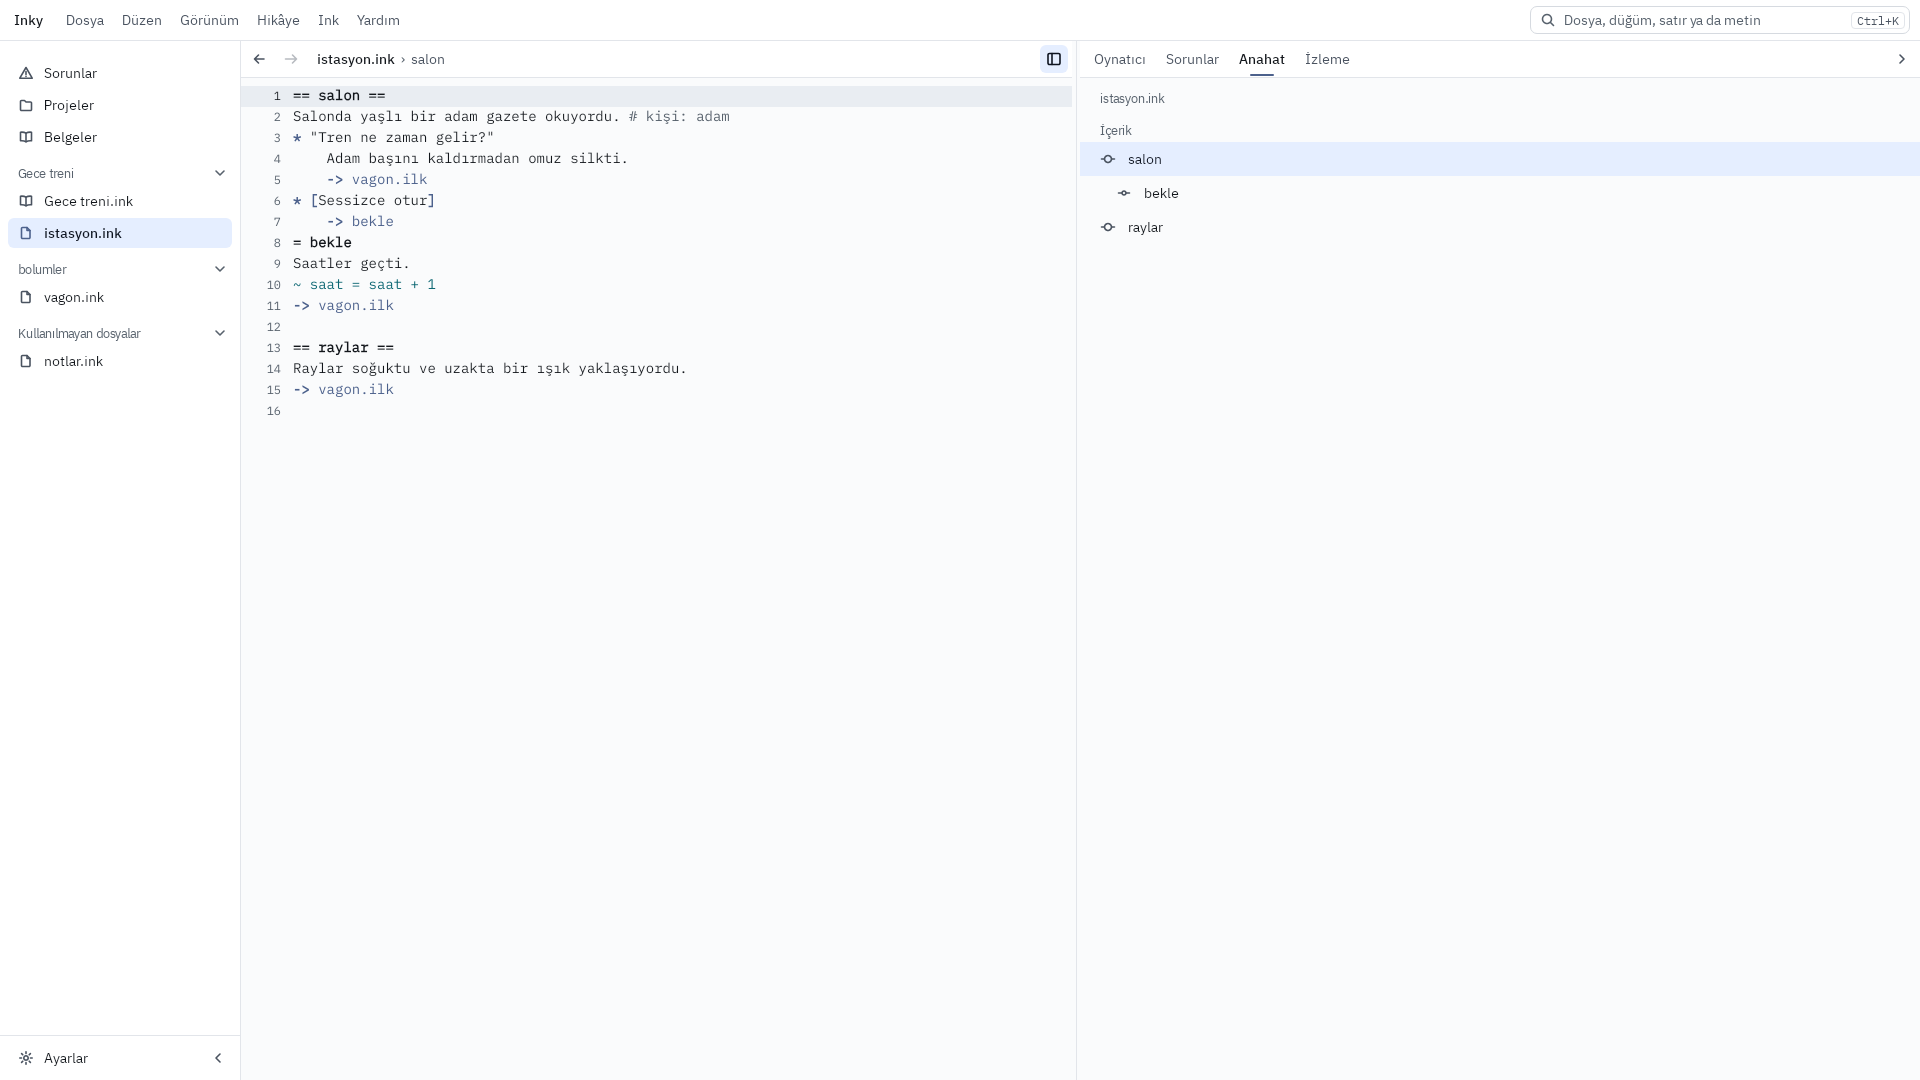 Inky Dosya Düzen Görünüm Hikâye Ink Yardım
Dosya, düğüm, satır ya da metin Ctrl+K
Sorunlar
Projeler
Belgeler
Gece treni
Gece treni.ink
istasyon.ink
bolumler
vagon.ink
Kullanılmayan dosyalar
notlar.ink
Ayarlar
istasyon.ink › salon
1 == salon ==
2 Salonda yaşlı bir adam gazete okuyordu. # kişi: adam
3 * "Tren ne zaman gelir?"
4 Adam başını kaldırmadan omuz silkti.
5 -> vagon.ilk
6 * [Sessizce otur]
7 -> bekle
8 = bekle
9 Saatler geçti.
10 ~ saat = saat + 1
11 -> vagon.ilk
12
13 == raylar ==
14 Raylar soğuktu ve uzakta bir ışık yaklaşıyordu.
15 -> vagon.ilk
16
Oynatıcı Sorunlar Anahat İzleme
istasyon.ink
İçerik
salon
bekle
raylar